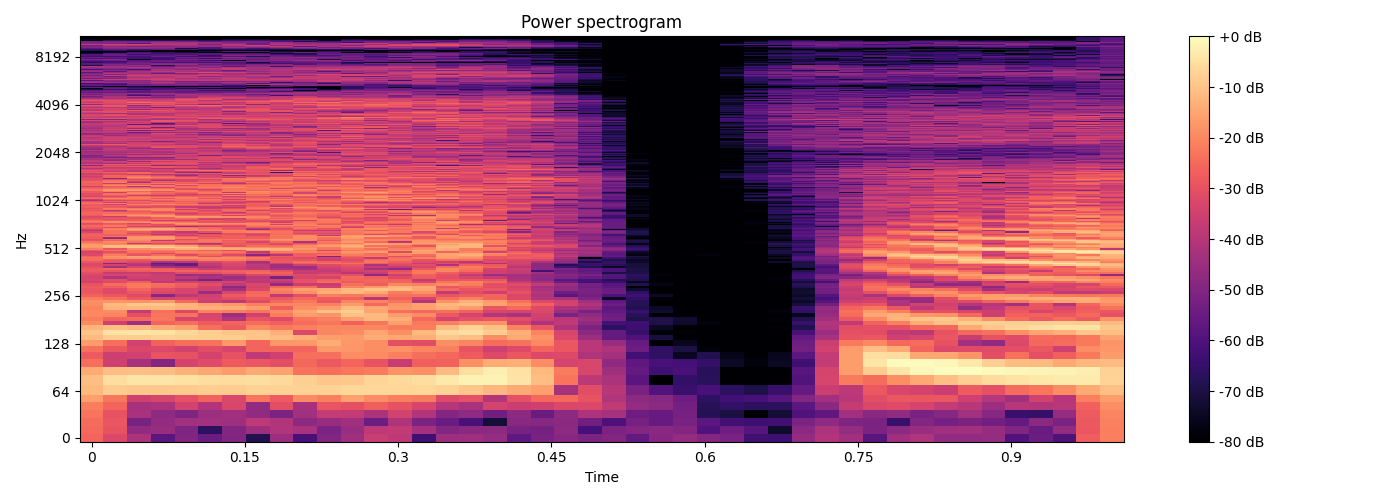 Power spectrogram
Hz
8192
4096
2048
1024
512
256
128
64
0
0 0.15 0.3 0.45 0.6 0.75 0.9
Time
+0 dB
-10 dB
-20 dB
-30 dB
-40 dB
-50 dB
-60 dB
-70 dB
-80 dB